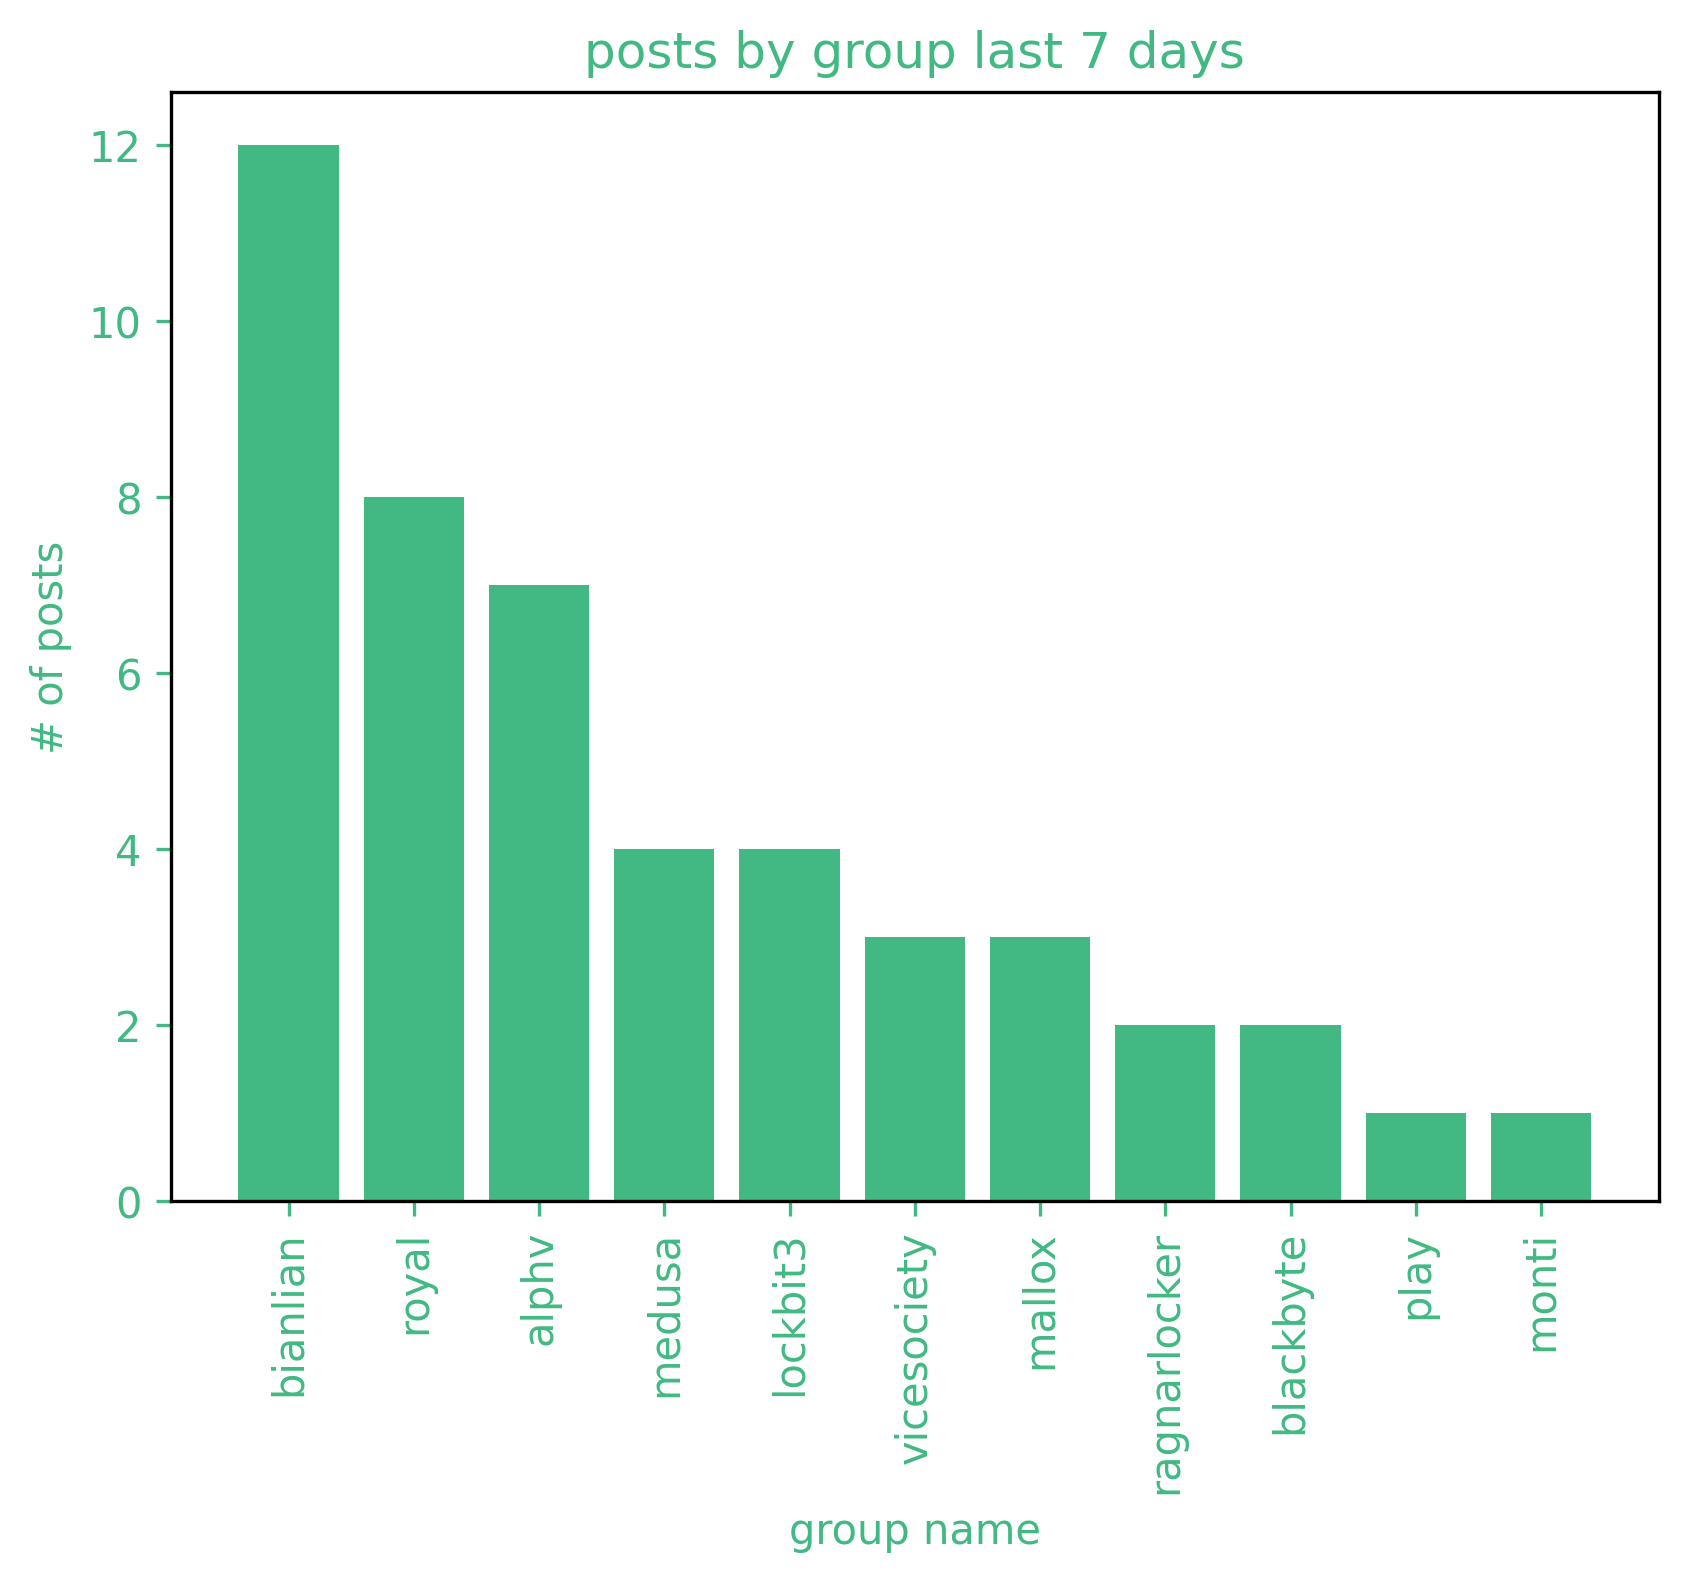 posts by group last 7 days
12
10
8
6
4
2
0
# of posts
bianlian
royal
alphv
medusa
lockbit3
vicesociety
mallox
ragnarlocker
blackbyte
play
monti
group name